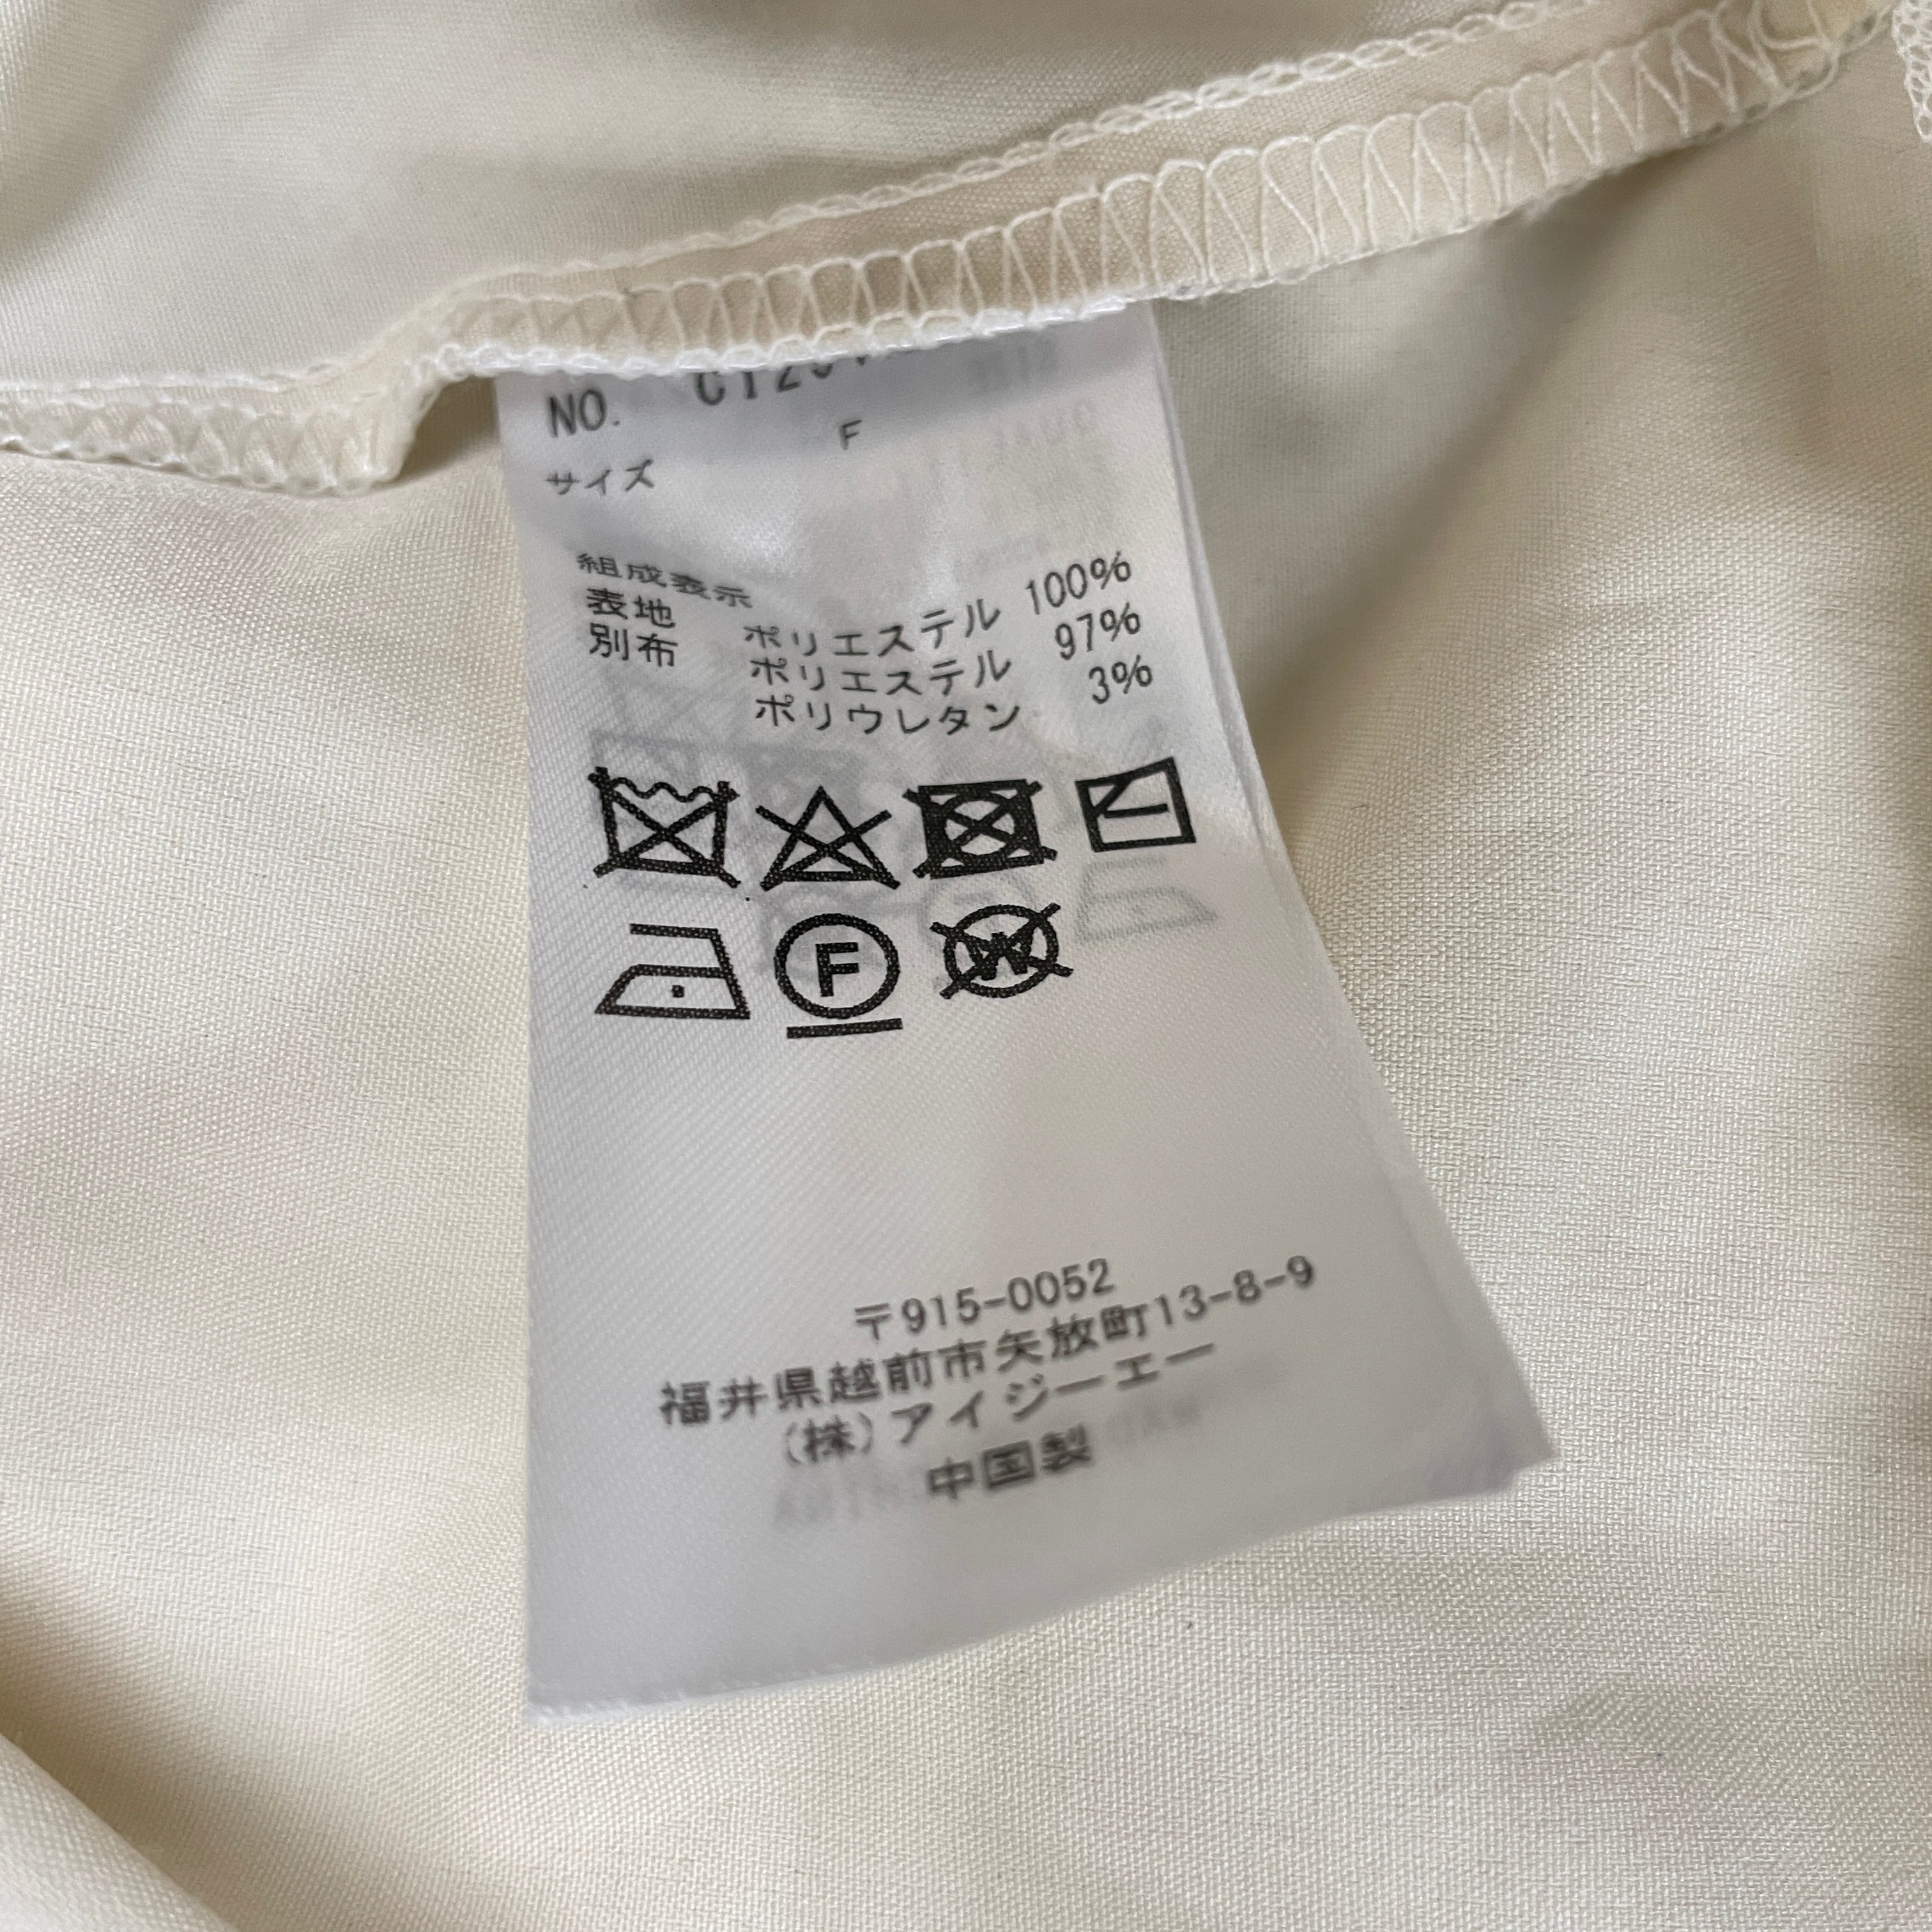 NO.
サイズ F
組成表示
表地 ポリエステル 100%
別布 ポリエステル 97%
ポリウレタン 3%
F
W
〒915-0052
福井県越前市矢放町13-8-9
(株)アイジーエー
中国製